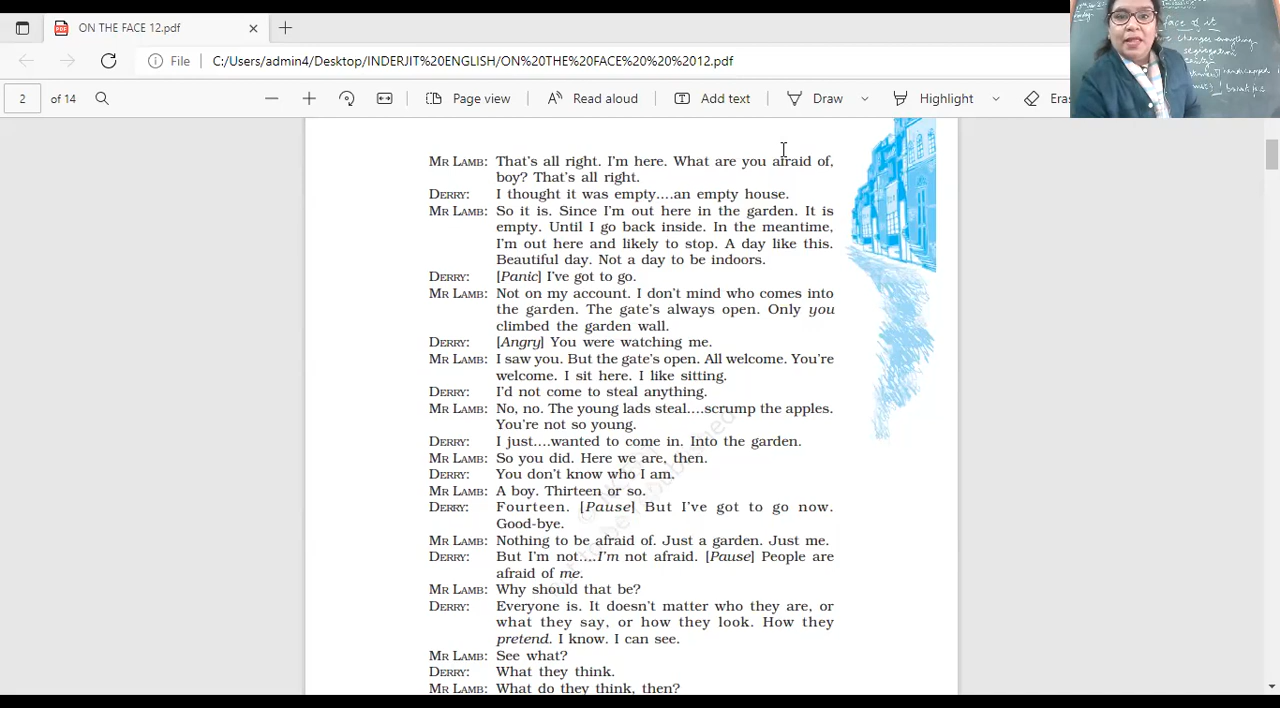 ON THE FACE 12.pdf
File C:/Users/admin4/Desktop/INDERJIT%20ENGLISH/ON%20THE%20FACE%20%20%2012.pdf
2 of 14 Page view Read aloud Add text Draw Highlight Eras
face of it
changes everything
MR LAMB: That's all right. I'm here. What are you afraid of,
boy? That's all right.
DERRY: I thought it was empty....an empty house.
MR LAMB: So it is. Since I'm out here in the garden. It is
empty. Until I go back inside. In the meantime,
I'm out here and likely to stop. A day like this.
Beautiful day. Not a day to be indoors.
DERRY: [Panic] I've got to go.
MR LAMB: Not on my account. I don't mind who comes into
the garden. The gate's always open. Only you
climbed the garden wall.
DERRY: [Angry] You were watching me.
MR LAMB: I saw you. But the gate's open. All welcome. You're
welcome. I sit here. I like sitting.
DERRY: I'd not come to steal anything.
MR LAMB: No, no. The young lads steal....scrump the apples.
You're not so young.
DERRY: I just....wanted to come in. Into the garden.
MR LAMB: So you did. Here we are, then.
DERRY: You don't know who I am.
MR LAMB: A boy. Thirteen or so.
DERRY: Fourteen. [Pause] But I've got to go now.
Good-bye.
MR LAMB: Nothing to be afraid of. Just a garden. Just me.
DERRY: But I'm not....I'm not afraid. [Pause] People are
afraid of me.
MR LAMB: Why should that be?
DERRY: Everyone is. It doesn't matter who they are, or
what they say, or how they look. How they
pretend. I know. I can see.
MR LAMB: See what?
DERRY: What they think.
MR LAMB: What do they think, then?